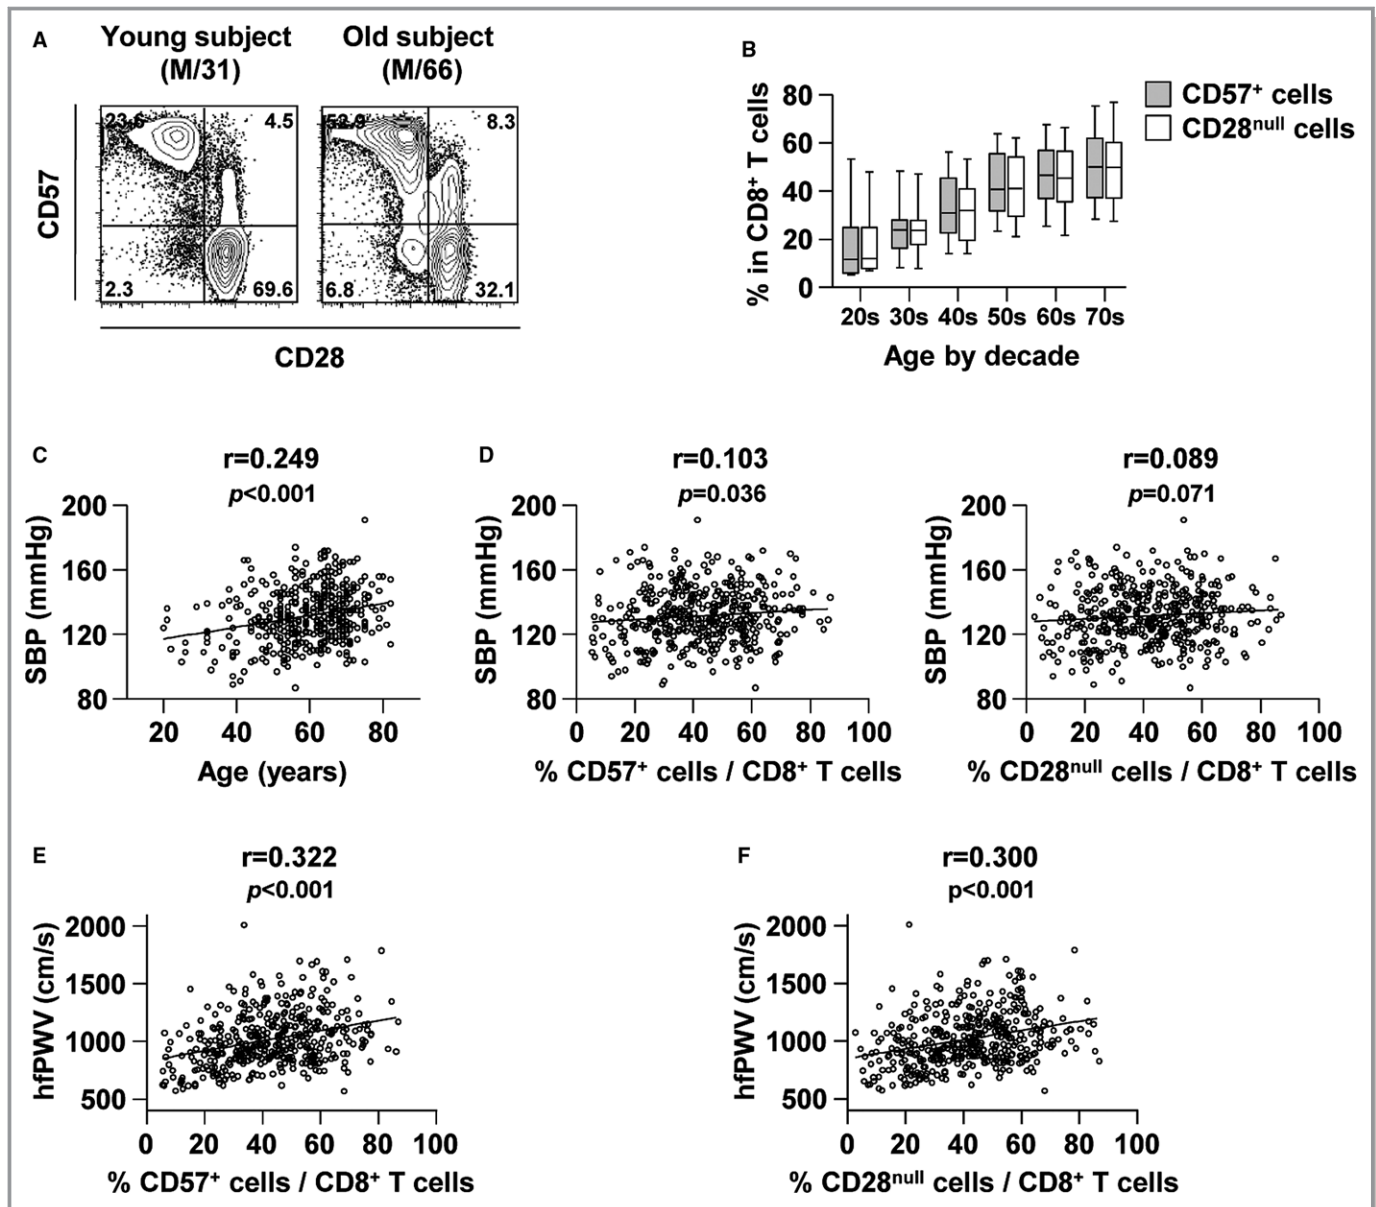 A
Young subject
(M/31)
Old subject
(M/66)
CD57
23.6
4.5
2.3
69.6
52.9
8.3
6.8
32.1
CD28
B
% in CD8⁺ T cells
80
60
40
20
0
20s 30s 40s 50s 60s 70s
Age by decade
CD57⁺ cells
CD28ⁿᵘˡˡ cells
C
r=0.249
p<0.001
SBP (mmHg)
200
160
120
80
20 40 60 80
Age (years)
D
r=0.103
p=0.036
SBP (mmHg)
200
160
120
80
0 20 40 60 80 100
% CD57⁺ cells / CD8⁺ T cells
r=0.089
p=0.071
SBP (mmHg)
200
160
120
80
0 20 40 60 80 100
% CD28ⁿᵘˡˡ cells / CD8⁺ T cells
E
r=0.322
p<0.001
hfPWV (cm/s)
2000
1500
1000
500
0 20 40 60 80 100
% CD57⁺ cells / CD8⁺ T cells
F
r=0.300
p<0.001
hfPWV (cm/s)
2000
1500
1000
500
0 20 40 60 80 100
% CD28ⁿᵘˡˡ cells / CD8⁺ T cells